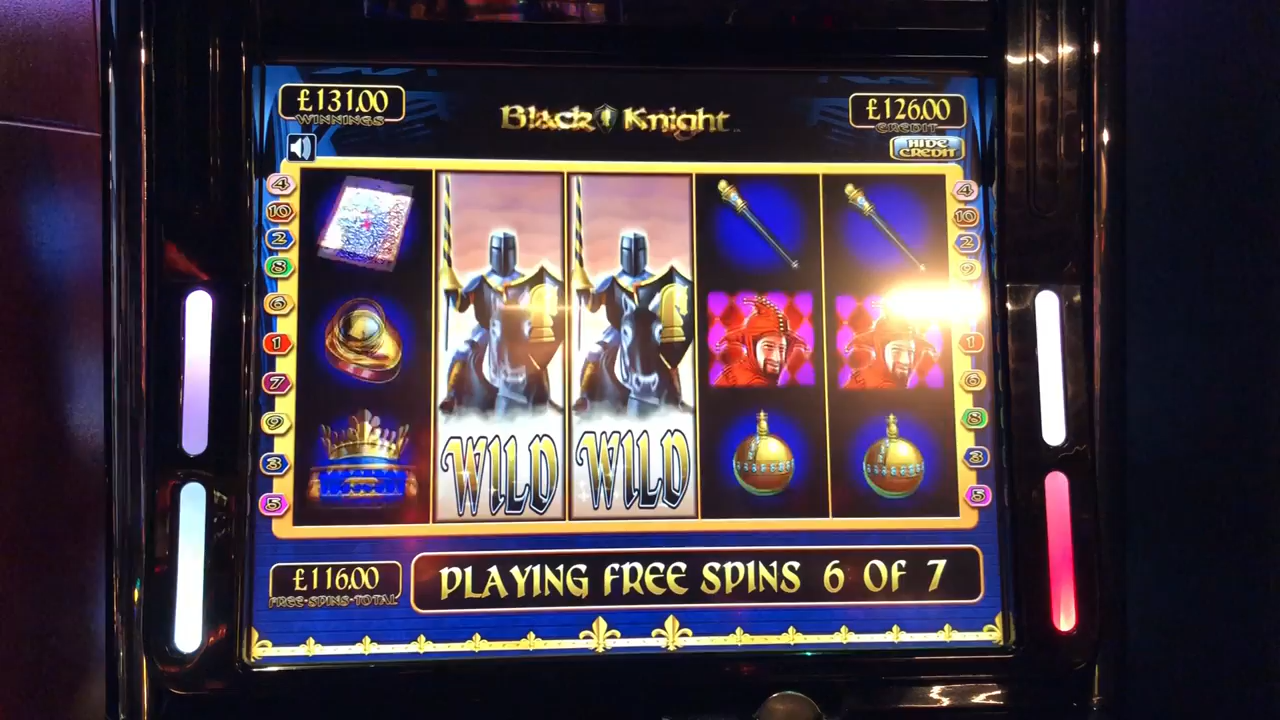 £131.00
WINNINGS
Black Knight
£126.00
CREDIT
HIDE
CREDIT
4
10
2
8
6
1
7
9
3
5
4
10
2
9
1
6
8
3
5
WILD
WILD
£116.00
FREE-SPINS-TOTAL
PLAYING FREE SPINS 6 OF 7